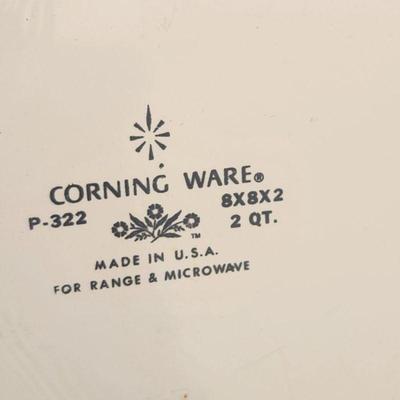 CORNING WARE®
P-322 8X8X2
2 QT.
TM
MADE IN U.S.A.
FOR RANGE & MICROWAVE